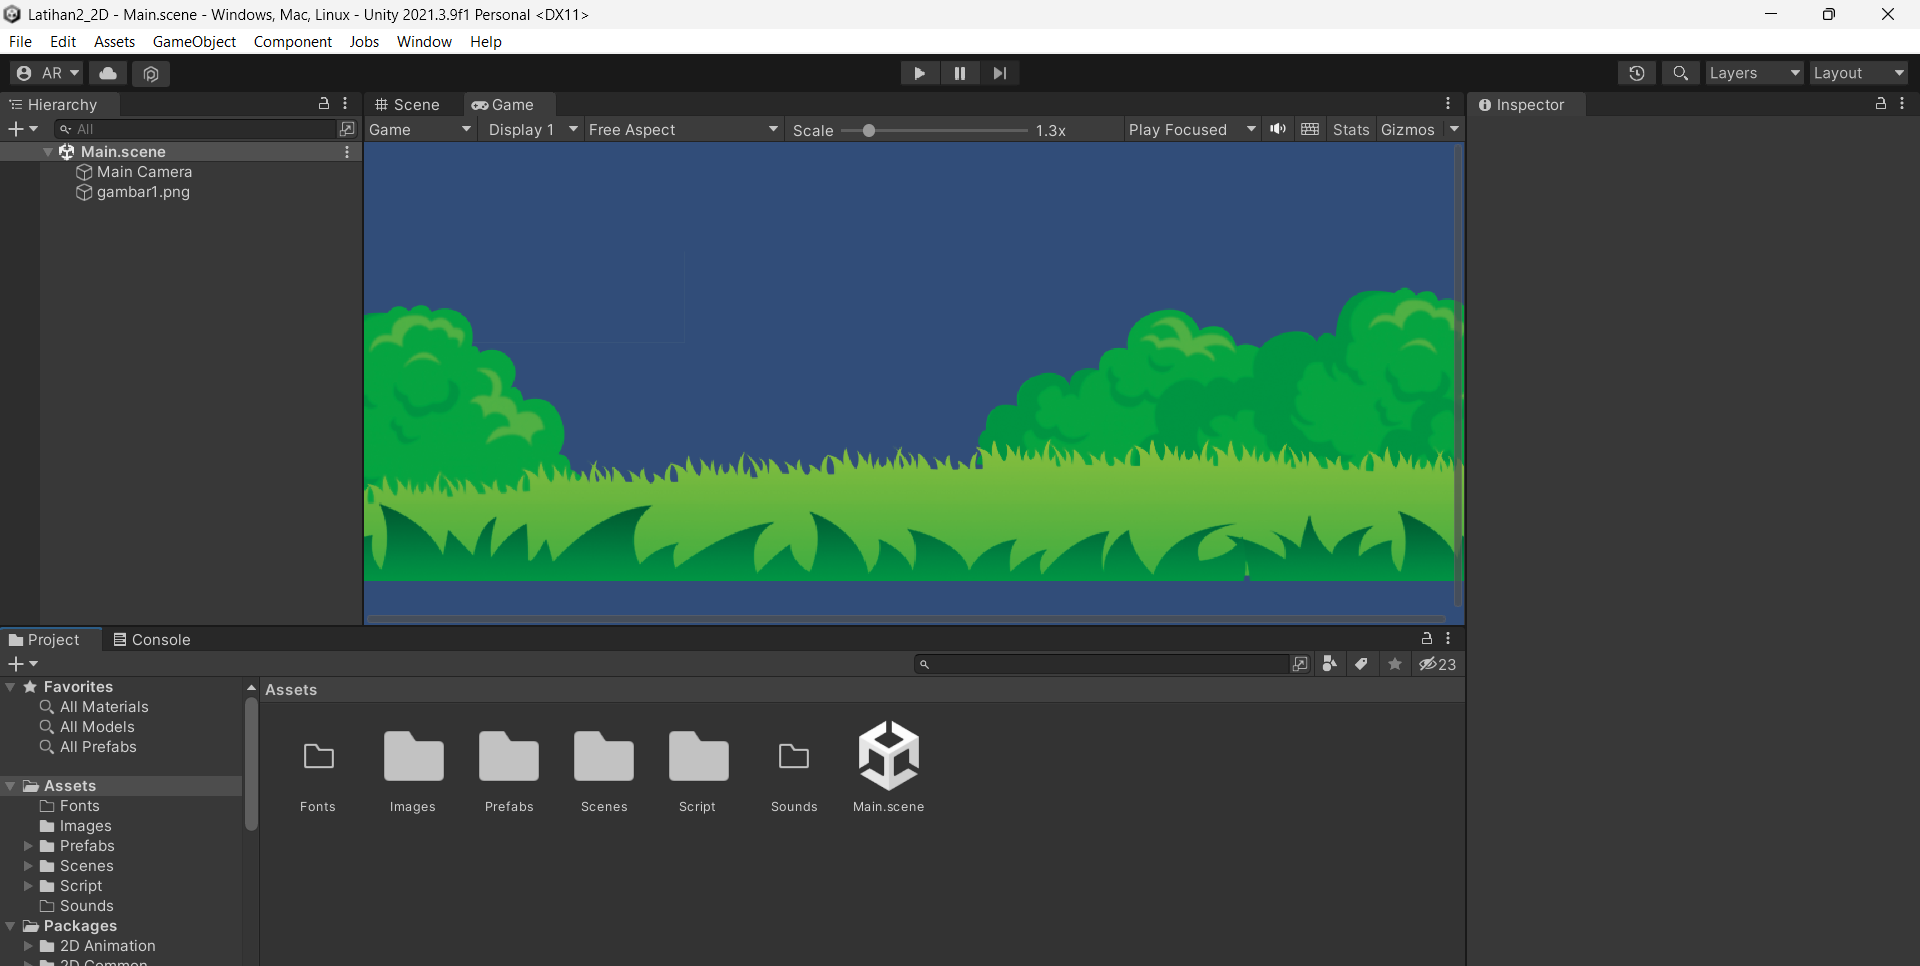 Latihan2_2D - Main.scene - Windows, Mac, Linux - Unity 2021.3.9f1 Personal <DX11>
File Edit Assets GameObject Component Jobs Window Help
AR Layers Layout
Hierarchy Scene Game Inspector
All Game Display 1 Free Aspect Scale 1.3x Play Focused Stats Gizmos
Main.scene
Main Camera
gambar1.png
Project Console
23
Favorites
All Materials
All Models
All Prefabs
Assets
Fonts
Images
Prefabs
Scenes
Script
Sounds
Packages
2D Animation
2D Common
Assets
Fonts Images Prefabs Scenes Script Sounds Main.scene